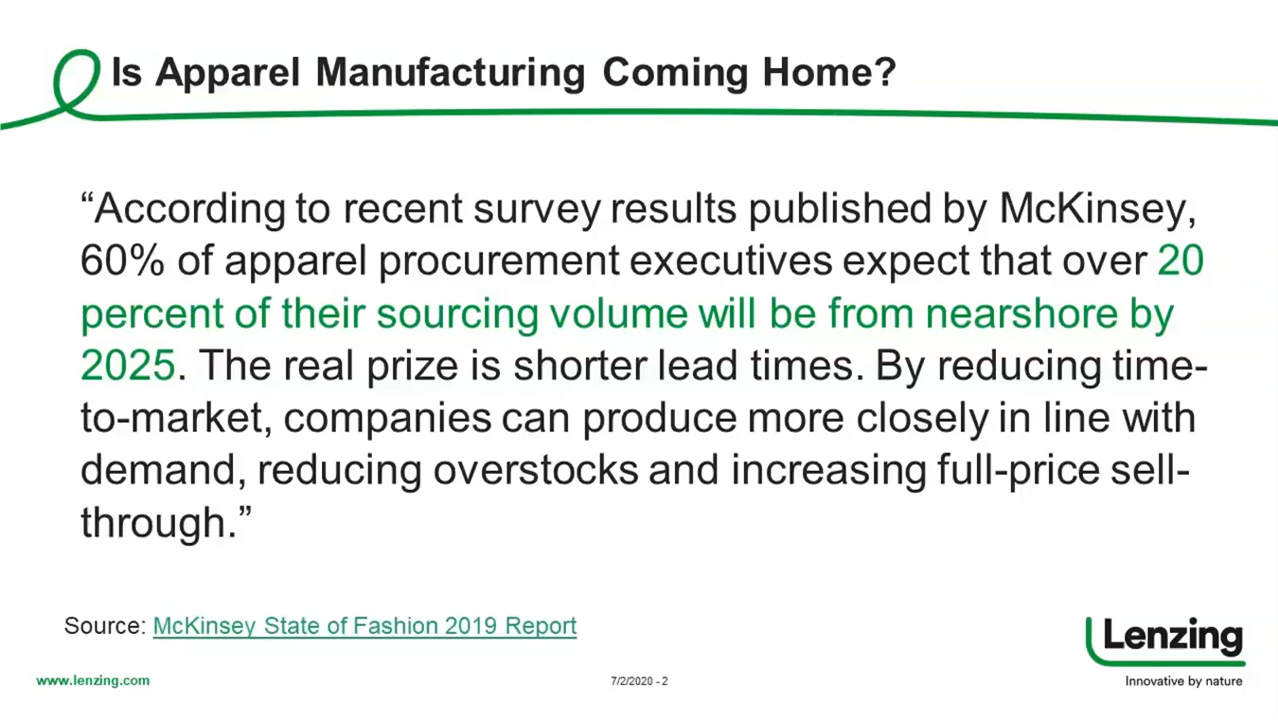 Is Apparel Manufacturing Coming Home?
“According to recent survey results published by McKinsey,
60% of apparel procurement executives expect that over 20
percent of their sourcing volume will be from nearshore by
2025. The real prize is shorter lead times. By reducing time-
to-market, companies can produce more closely in line with
demand, reducing overstocks and increasing full-price sell-
through.”
Source: McKinsey State of Fashion 2019 Report
Lenzing
Innovative by nature
www.lenzing.com
7/2/2020 - 2